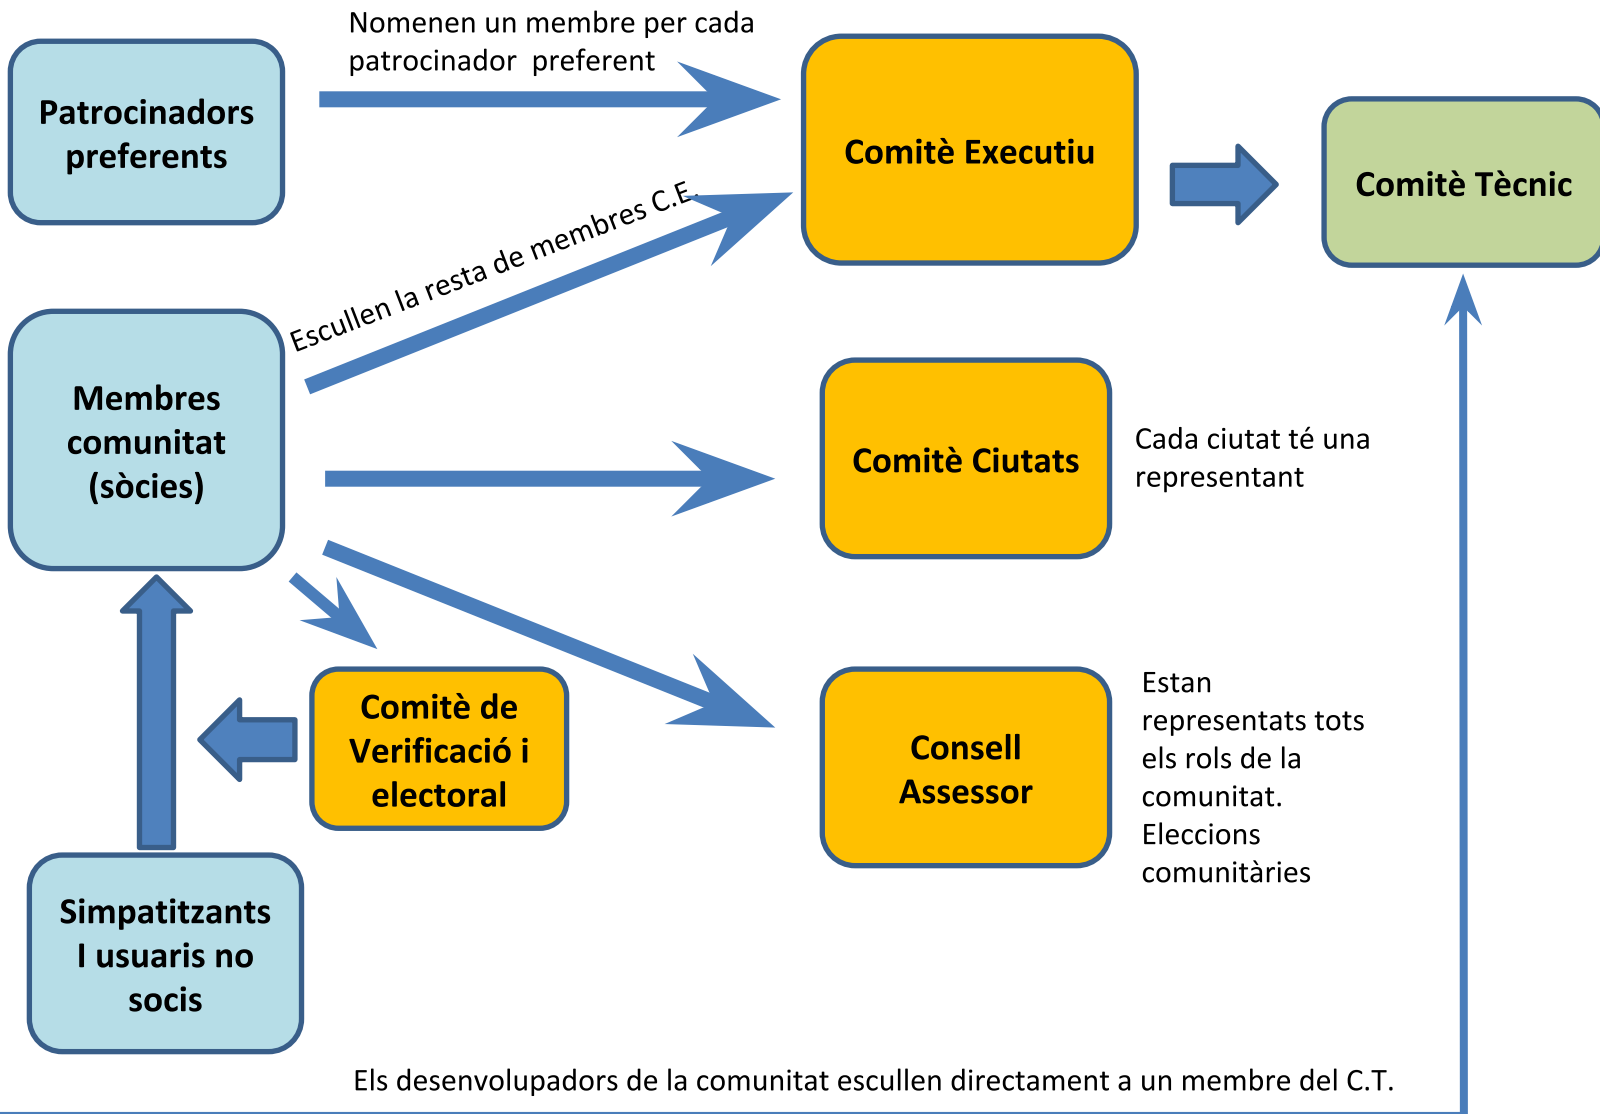 Nomenen un membre per cada
patrocinador  preferent
Patrocinadors
preferents
Comitè Executiu
Comitè Tècnic
Escullen la resta de membres C.E.
Membres
comunitat
(sòcies)
Comitè Ciutats
Cada ciutat té una
representant
Comitè de
Verificació i
electoral
Consell
Assessor
Estan
representats tots
els rols de la
comunitat.
Eleccions
comunitàries
Simpatitzants
I usuaris no
socis
Els desenvolupadors de la comunitat escullen directament a un membre del C.T.